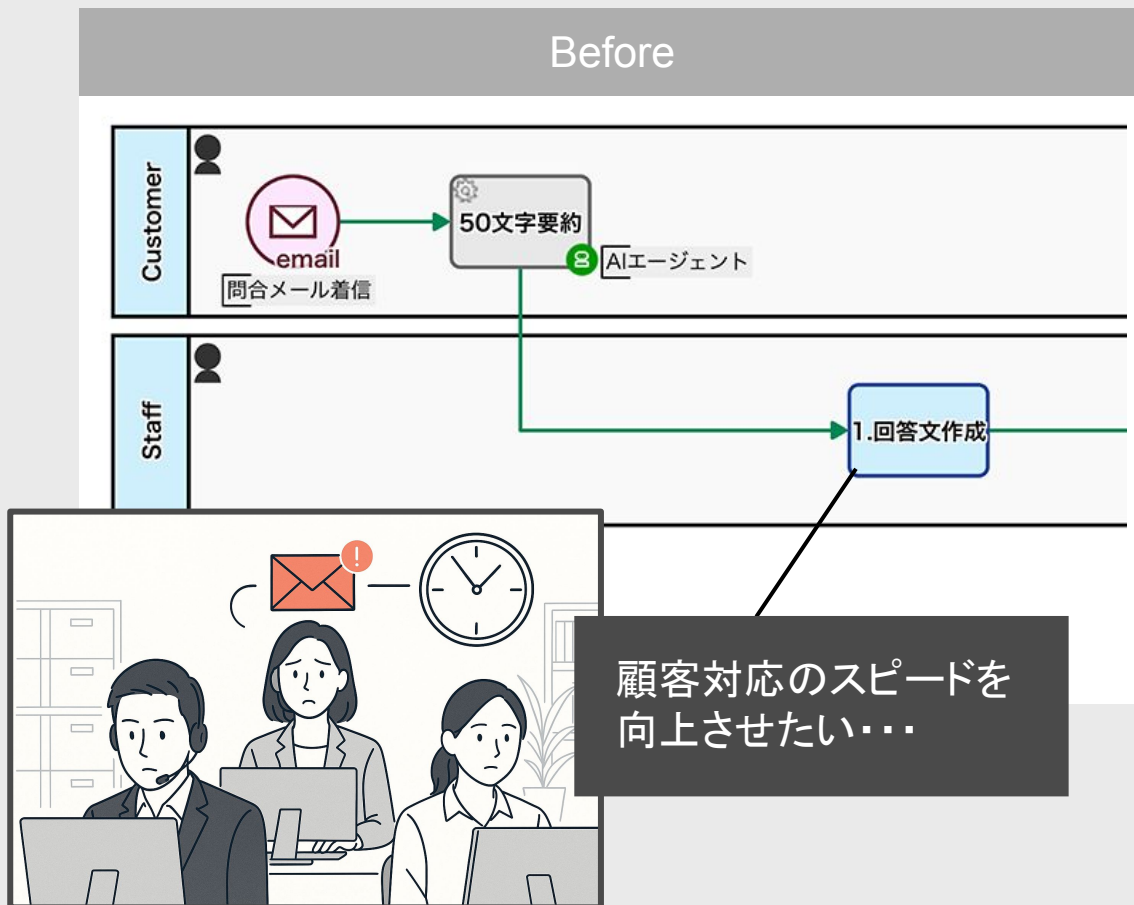 Before
Customer
email
問合メール着信
50文字要約
AIエージェント
Staff
1.回答文作成
!
顧客対応のスピードを
向上させたい・・・